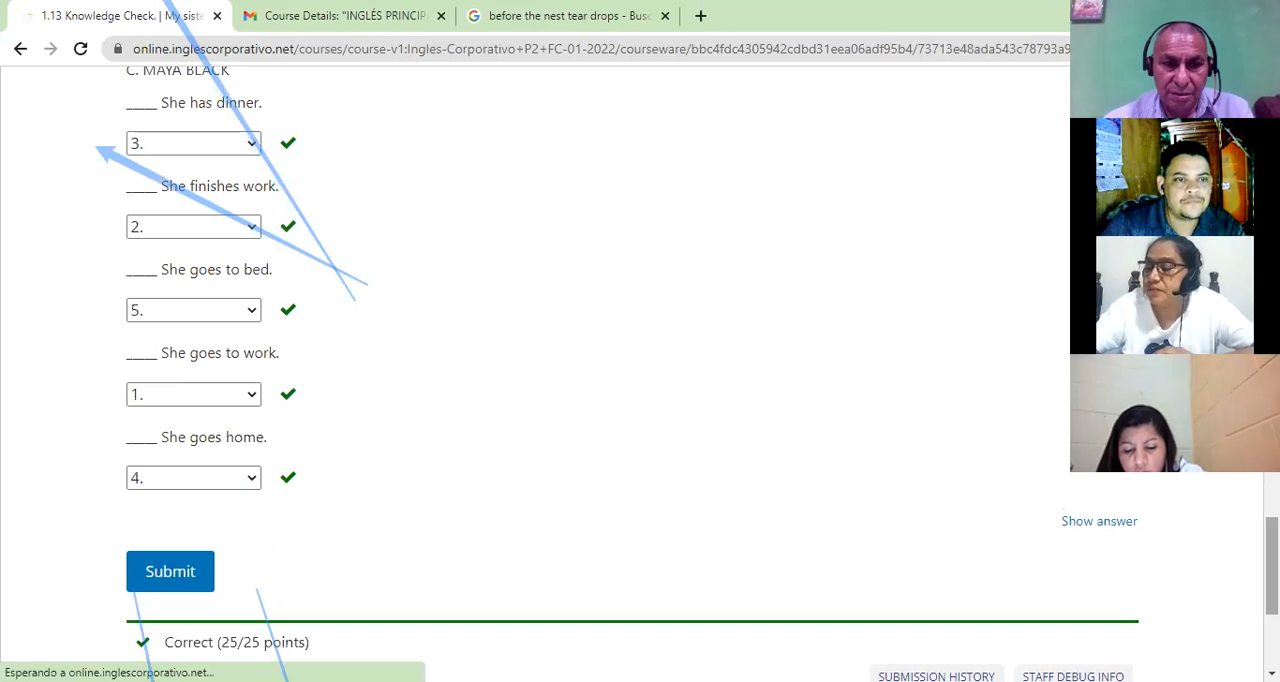 1.13 Knowledge Check. | My siste
Course Details: "INGLÉS PRINCIP
before the nest tear drops - Busc
online.inglescorporativo.net/courses/course-v1:Ingles-Corporativo+P2+FC-01-2022/courseware/bbc4fdc4305942cdbd31eea06adf95b4/73713e48ada543c78793a9
C. MAYA BLACK
_____ She has dinner.
3.
_____ She finishes work.
2.
_____ She goes to bed.
5.
_____ She goes to work.
1.
_____ She goes home.
4.
Show answer
Submit
Correct (25/25 points)
Esperando a online.inglescorporativo.net...
SUBMISSION HISTORY
STAFF DEBUG INFO